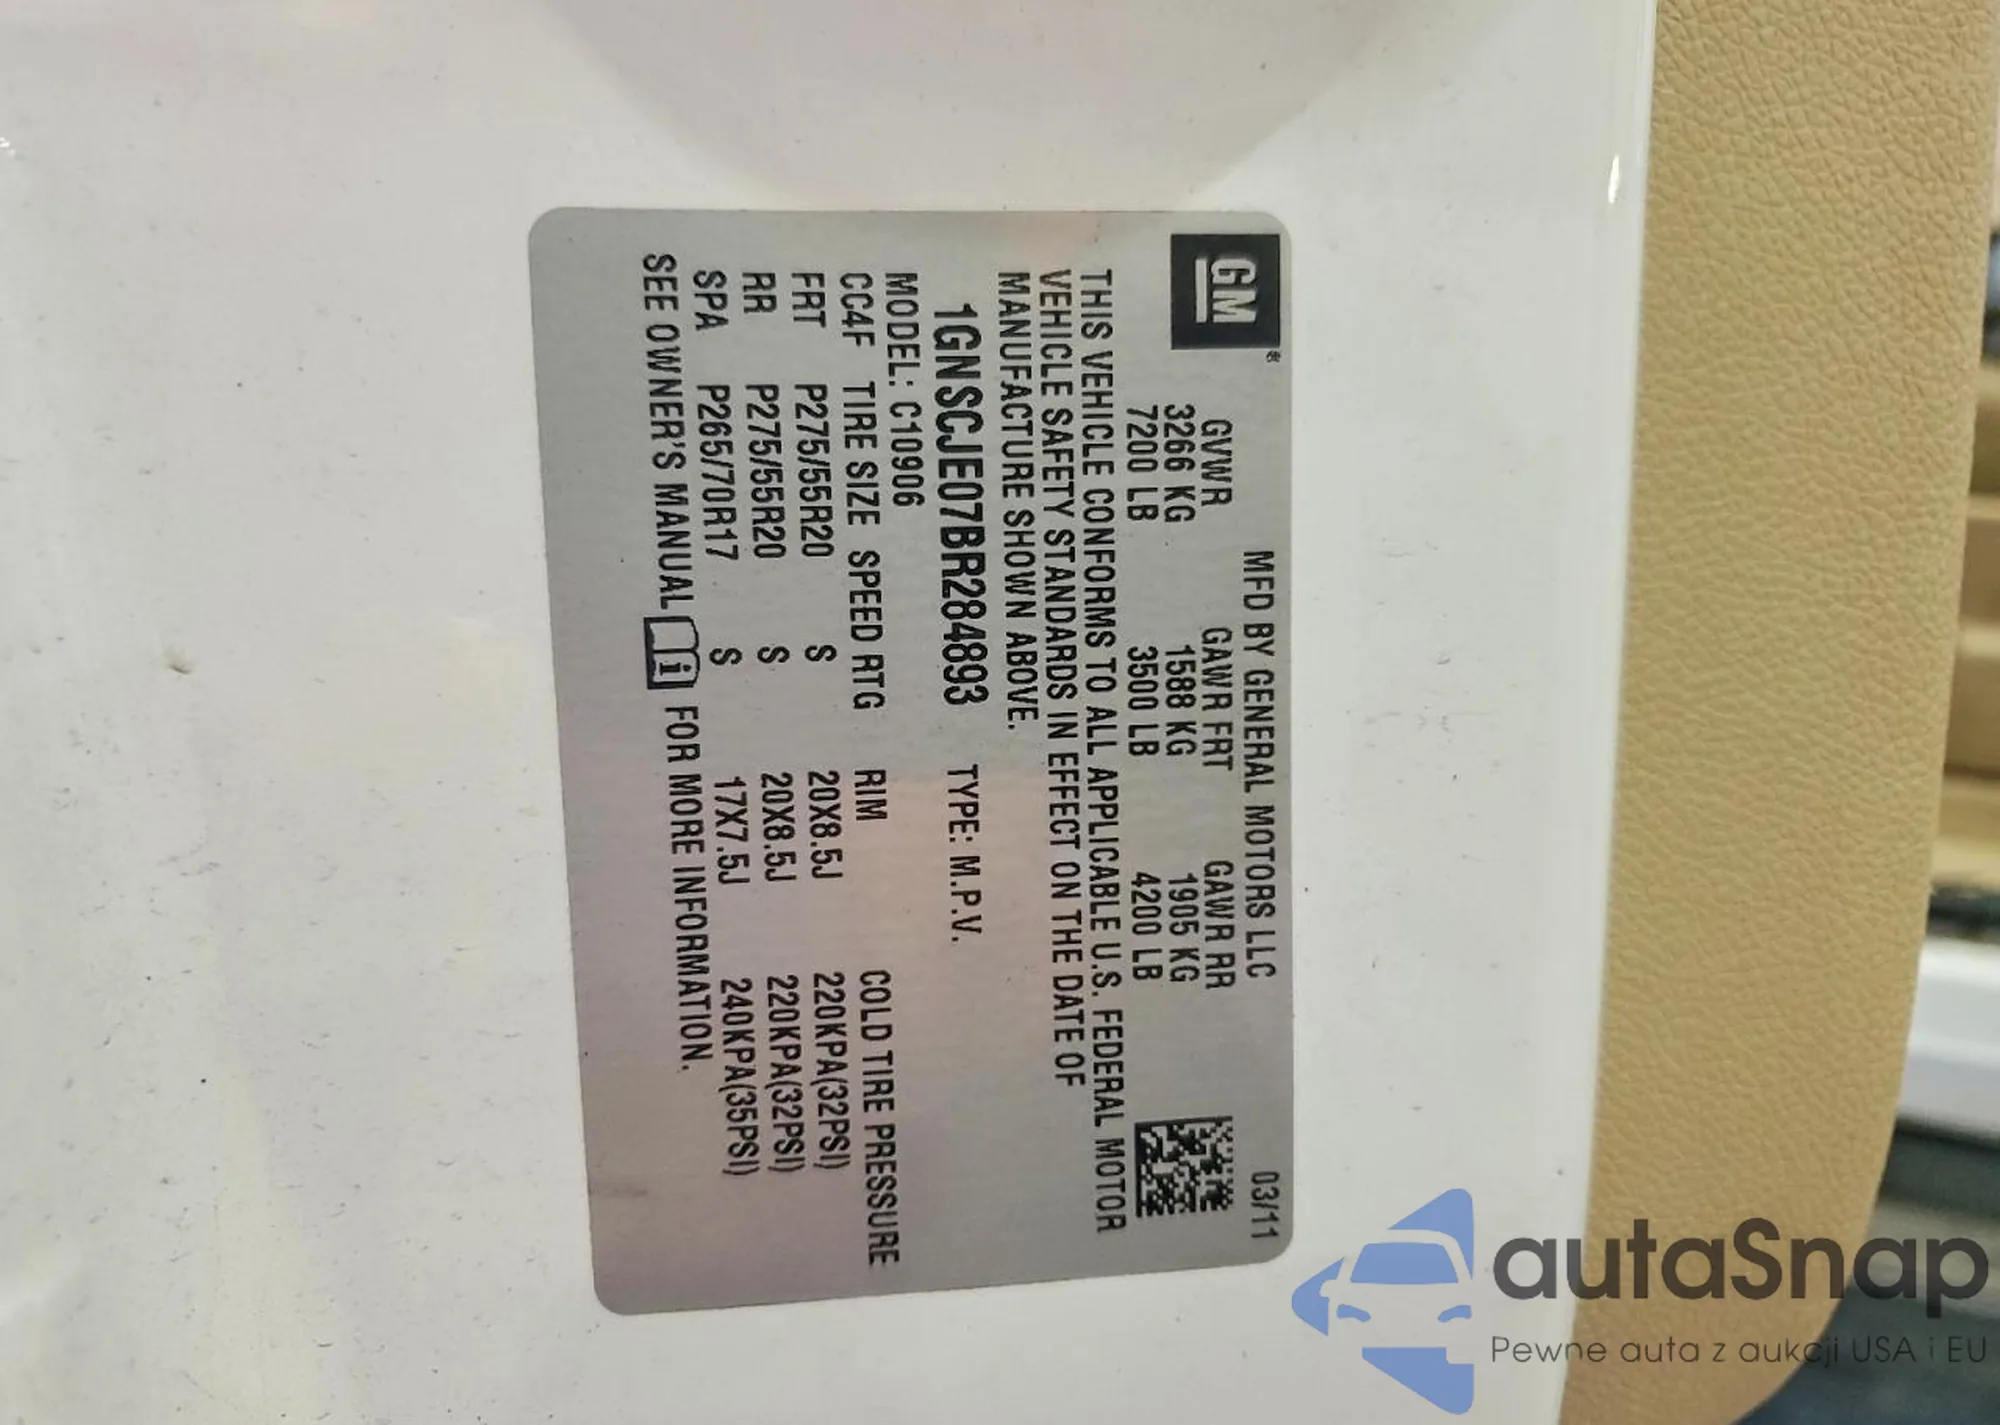 GM®
MFD BY GENERAL MOTORS LLC 03/11
GVWR GAWR FRT GAWR RR
3266 KG 1588 KG 1905 KG
7200 LB 3500 LB 4200 LB
THIS VEHICLE CONFORMS TO ALL APPLICABLE U.S. FEDERAL MOTOR
VEHICLE SAFETY STANDARDS IN EFFECT ON THE DATE OF
MANUFACTURE SHOWN ABOVE.
1GNSCJE07BR284893 TYPE: M.P.V.
MODEL: C10906
CC4F TIRE SIZE SPEED RTG RIM COLD TIRE PRESSURE
FRT P275/55R20 S 20X8.5J 220KPA(32PSI)
RR P275/55R20 S 20X8.5J 220KPA(32PSI)
SPA P265/70R17 S 17X7.5J 240KPA(35PSI)
SEE OWNER'S MANUAL i FOR MORE INFORMATION.
autaSnap
Pewne auta z aukcji USA i EU